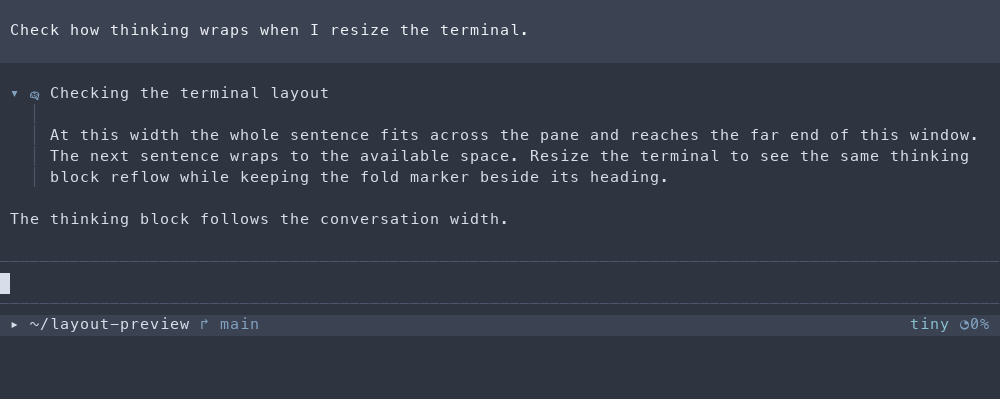 Check how thinking wraps when I resize the terminal.
▾ Checking the terminal layout
At this width the whole sentence fits across the pane and reaches the far end of this window.
The next sentence wraps to the available space. Resize the terminal to see the same thinking
block reflow while keeping the fold marker beside its heading.
The thinking block follows the conversation width.
▸ ~/layout-preview ↱ main tiny ◔0%